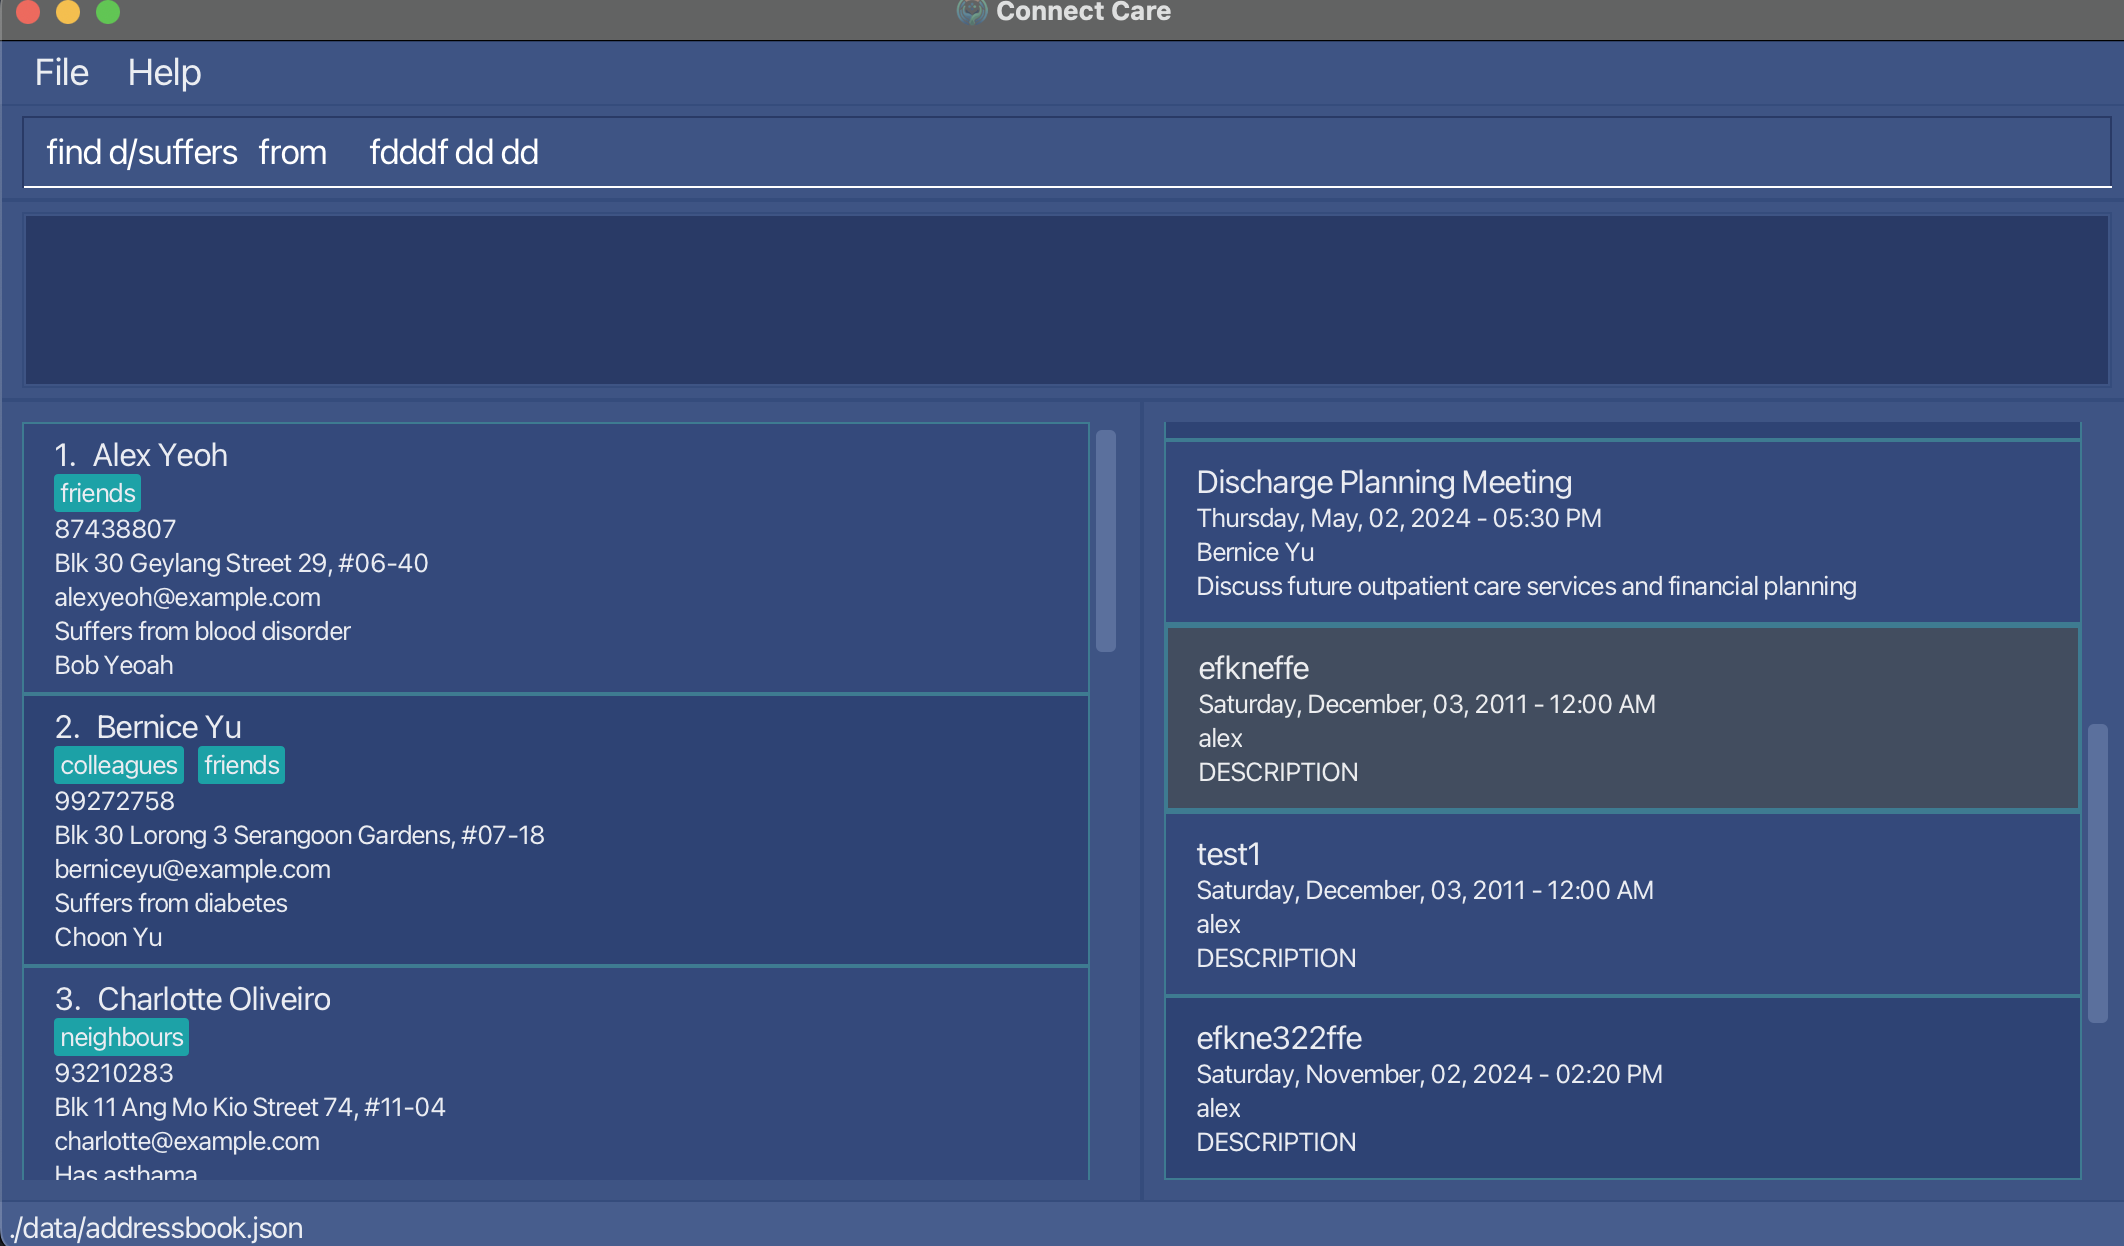 Connect Care
File Help
find d/suffers  from   fdddf dd dd
1. Alex Yeoh
friends
87438807
Blk 30 Geylang Street 29, #06-40
alexyeoh@example.com
Suffers from blood disorder
Bob Yeoah
2. Bernice Yu
colleagues friends
99272758
Blk 30 Lorong 3 Serangoon Gardens, #07-18
berniceyu@example.com
Suffers from diabetes
Choon Yu
3. Charlotte Oliveiro
neighbours
93210283
Blk 11 Ang Mo Kio Street 74, #11-04
charlotte@example.com
Has asthama
Discharge Planning Meeting
Thursday, May, 02, 2024 - 05:30 PM
Bernice Yu
Discuss future outpatient care services and financial planning
efkneffe
Saturday, December, 03, 2011 - 12:00 AM
alex
DESCRIPTION
test1
Saturday, December, 03, 2011 - 12:00 AM
alex
DESCRIPTION
efkne322ffe
Saturday, November, 02, 2024 - 02:20 PM
alex
DESCRIPTION
./data/addressbook.json